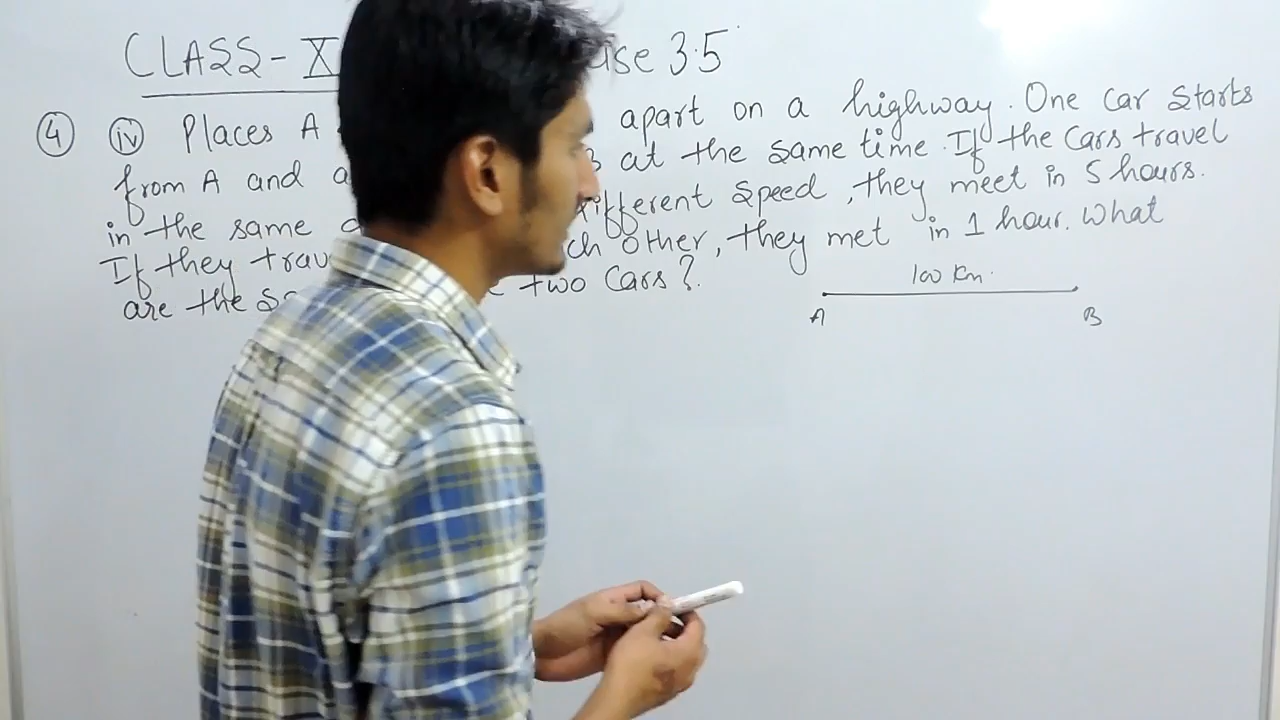 CLASS - X ise 3.5
④ iv Places A apart on a highway. One Car starts
from A and a B at the same time. If the Cars travel
in the same d ifferent Speed, they meet in 5 hours.
If they trav ch Other, they met in 1 hour. What
are the S two Cars?
100 Km.
A B